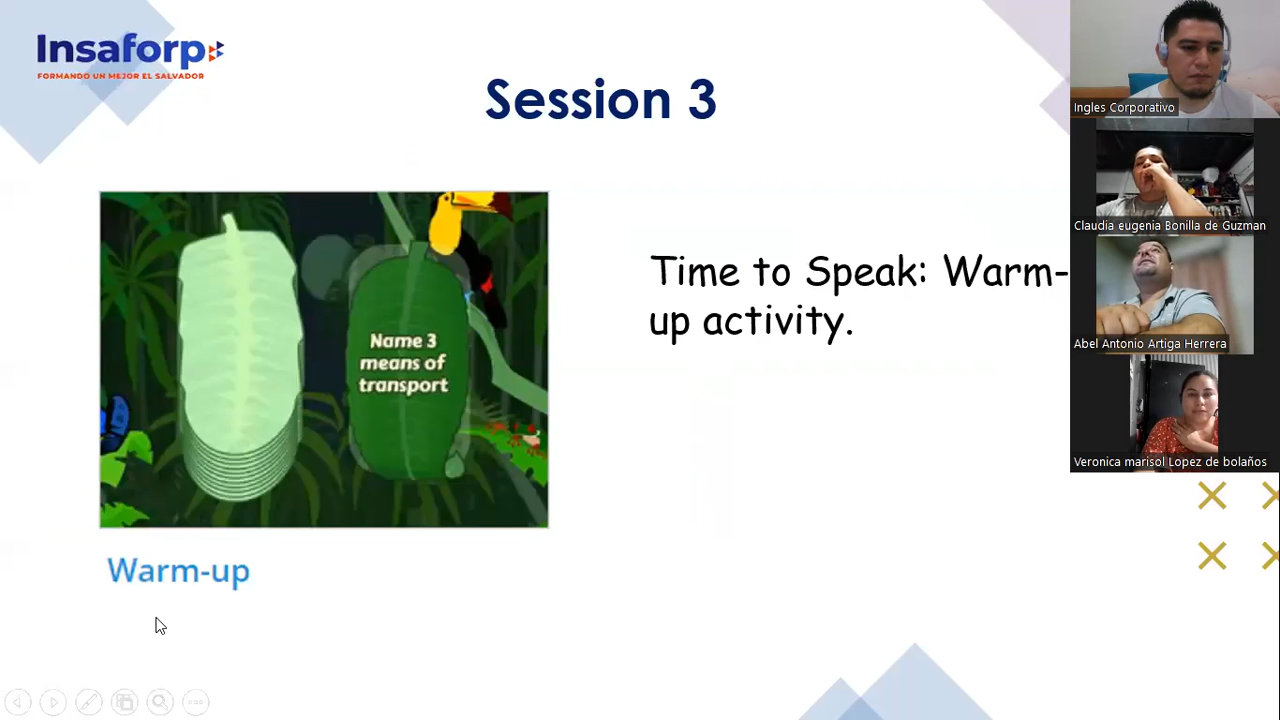 Insaforp
FORMANDO UN MEJOR EL SALVADOR
Session 3
Name 3
means of
transport
Time to Speak: Warm-
up activity.
Warm-up
Ingles Corporativo
Claudia eugenia Bonilla de Guzman
Abel Antonio Artiga Herrera
Veronica marisol Lopez de bolaños